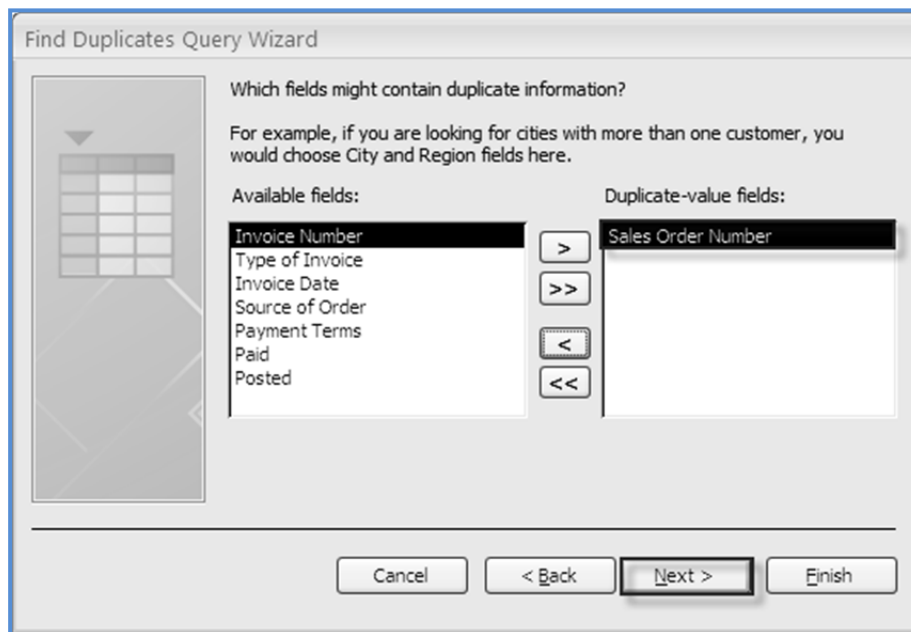 Find Duplicates Query Wizard
Which fields might contain duplicate information?
For example, if you are looking for cities with more than one customer, you
would choose City and Region fields here.
Available fields:
Invoice Number
Type of Invoice
Invoice Date
Source of Order
Payment Terms
Paid
Posted
>
>>
<
<<
Duplicate-value fields:
Sales Order Number
Cancel
< Back
Next >
Finish